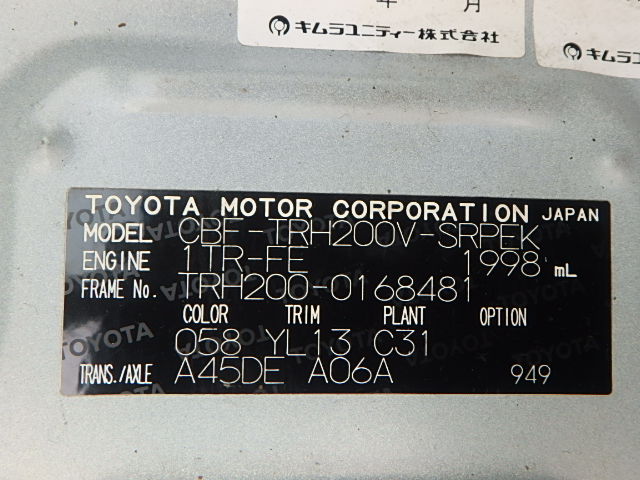 年 月
キムラユニティー株式会社
キムラユ
TOYOTA MOTOR CORPORATION JAPAN
MODEL CBF-TRH200V-SRPEK
ENGINE 1TR-FE 1998 mL
FRAME No. TRH200-0168481
COLOR TRIM PLANT OPTION
058 YL13 C31
TRANS./AXLE A45DE A06A 949